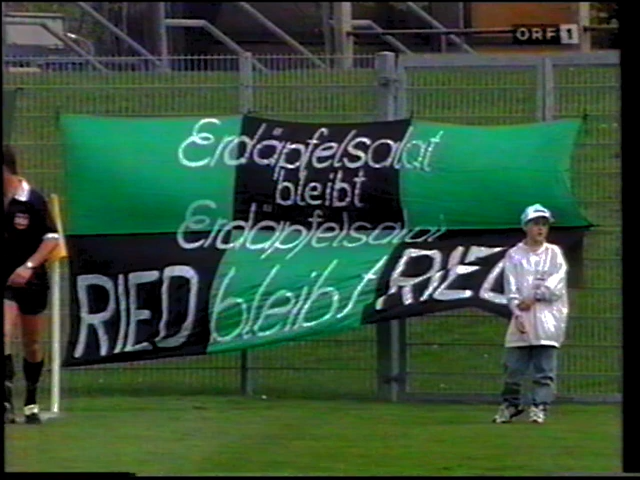 ORF 1
Erdäpfelsalat
bleibt
Erdäpfelsalat
RIED bleibt RIED